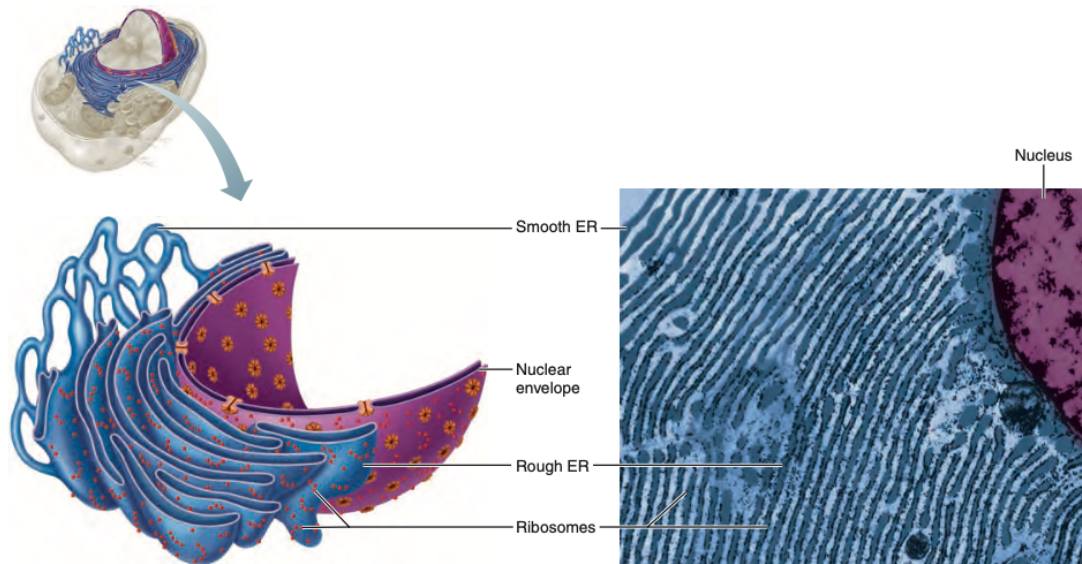 Nucleus
Smooth ER
Nuclear
envelope
Rough ER
Ribosomes